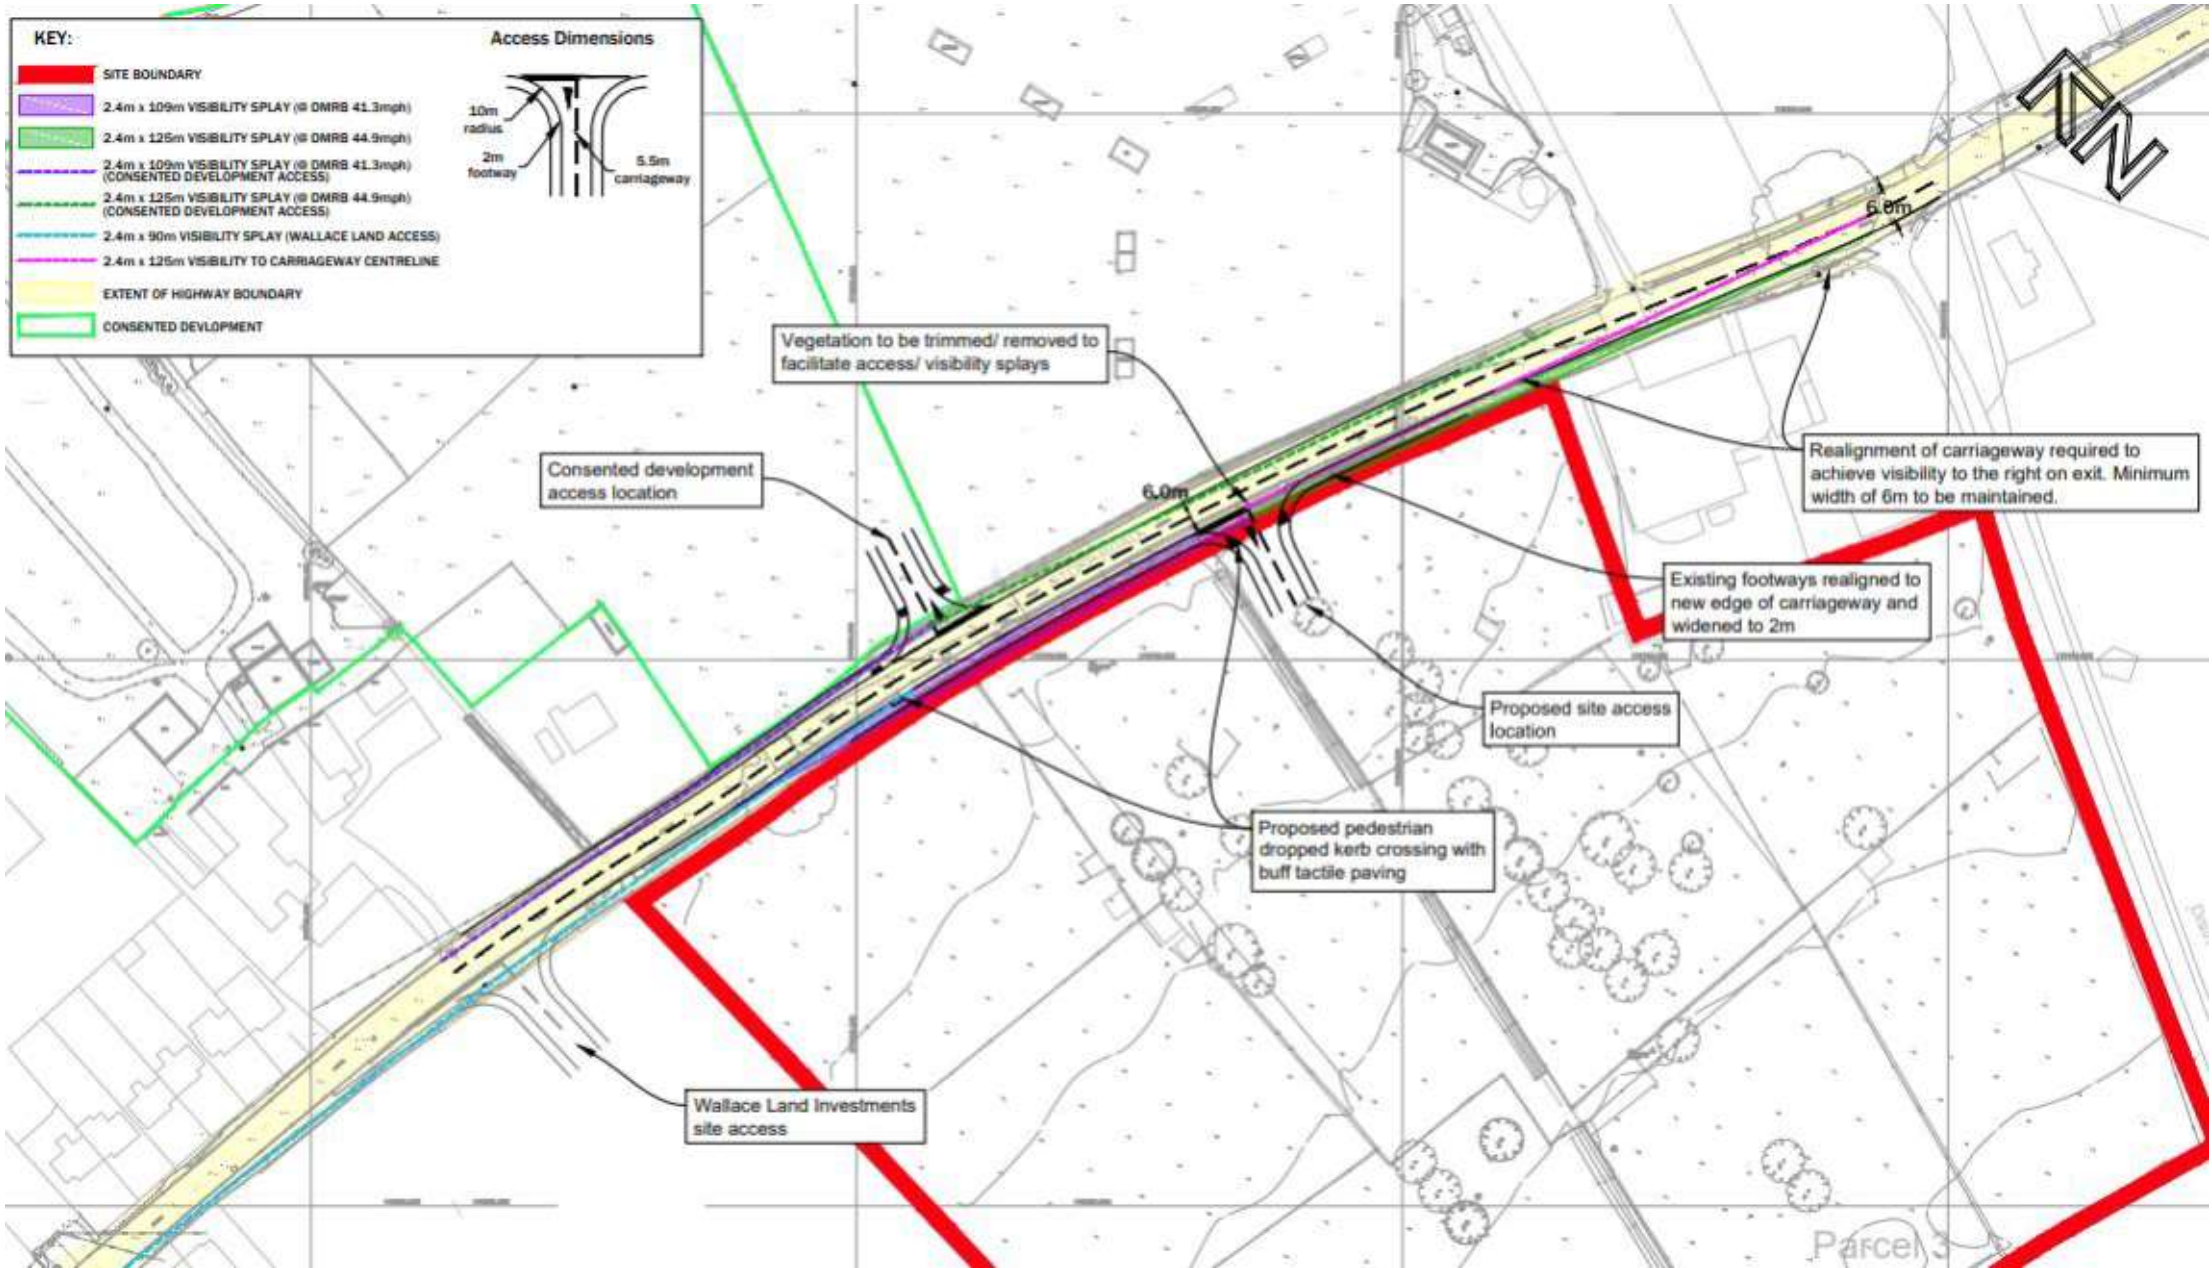 KEY:
SITE BOUNDARY
2.4m x 109m VISIBILITY SPLAY (@ DMRB 41.3mph)
2.4m x 125m VISIBILITY SPLAY (@ DMRB 44.9mph)
2.4m x 109m VISIBILITY SPLAY (@ DMRB 41.3mph)
(CONSENTED DEVELOPMENT ACCESS)
2.4m x 125m VISIBILITY SPLAY (@ DMRB 44.9mph)
(CONSENTED DEVELOPMENT ACCESS)
2.4m x 90m VISIBILITY SPLAY (WALLACE LAND ACCESS)
2.4m x 125m VISIBILITY TO CARRIAGEWAY CENTRELINE
EXTENT OF HIGHWAY BOUNDARY
CONSENTED DEVLOPMENT
Access Dimensions
10m
radius
2m
footway
5.5m
carriageway
N
6.0m
Vegetation to be trimmed/ removed to
facilitate access/ visibility splays
Consented development
access location
6.0m
Realignment of carriageway required to
achieve visibility to the right on exit. Minimum
width of 6m to be maintained.
Existing footways realigned to
new edge of carriageway and
widened to 2m
Proposed site access
location
Proposed pedestrian
dropped kerb crossing with
buff tactile paving
Wallace Land Investments
site access
Parcel 3